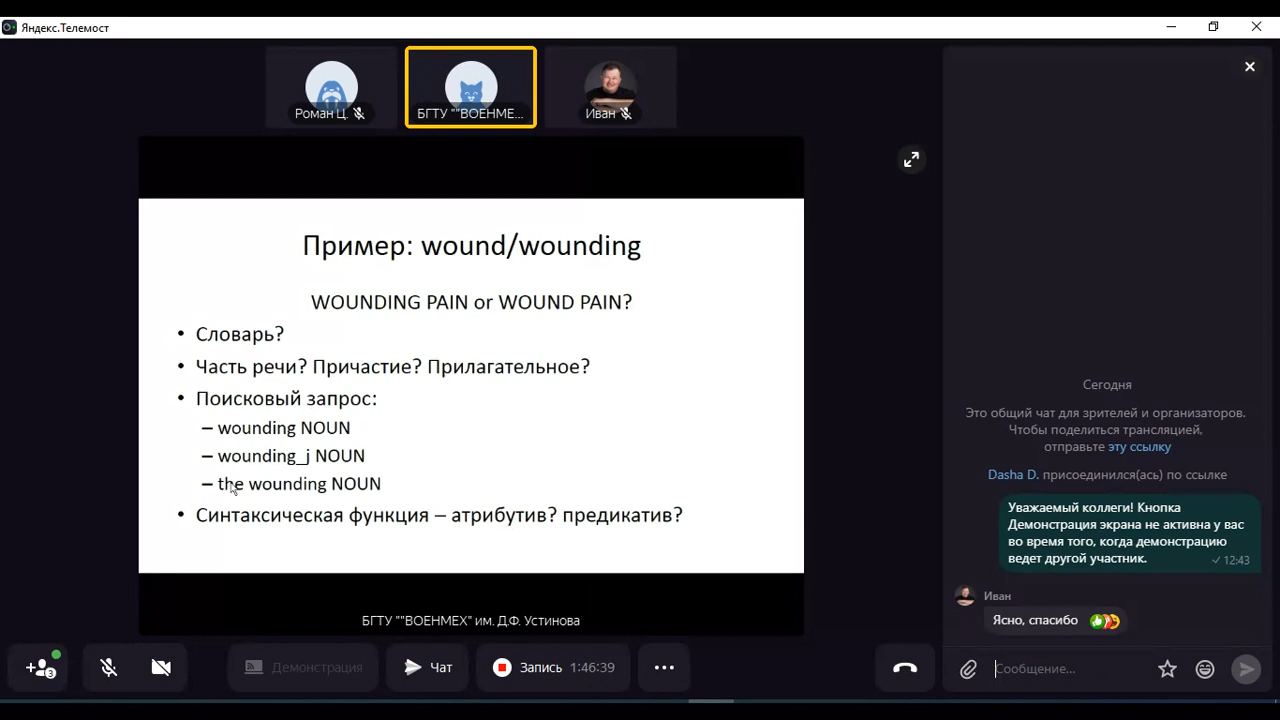 Яндекс.Телемост
Роман Ц.
БГТУ ""ВОЕНМЕ...
Иван
Пример: wound/wounding
WOUNDING PAIN or WOUND PAIN?
• Словарь?
• Часть речи? Причастие? Прилагательное?
• Поисковый запрос:
– wounding NOUN
– wounding_j NOUN
– the wounding NOUN
• Синтаксическая функция – атрибутив? предикатив?
БГТУ ""ВОЕНМЕХ" им. Д.Ф. Устинова
Сегодня
Это общий чат для зрителей и организаторов.
Чтобы поделиться трансляцией,
отправьте эту ссылку
Dasha D. присоединился(ась) по ссылке
Уважаемый коллеги! Кнопка
Демонстрация экрана не активна у вас
во время того, когда демонстрацию
ведет другой участник.
12:43
Иван
Ясно, спасибо
3
Демонстрация
Чат
Запись 1:46:39
Сообщение...